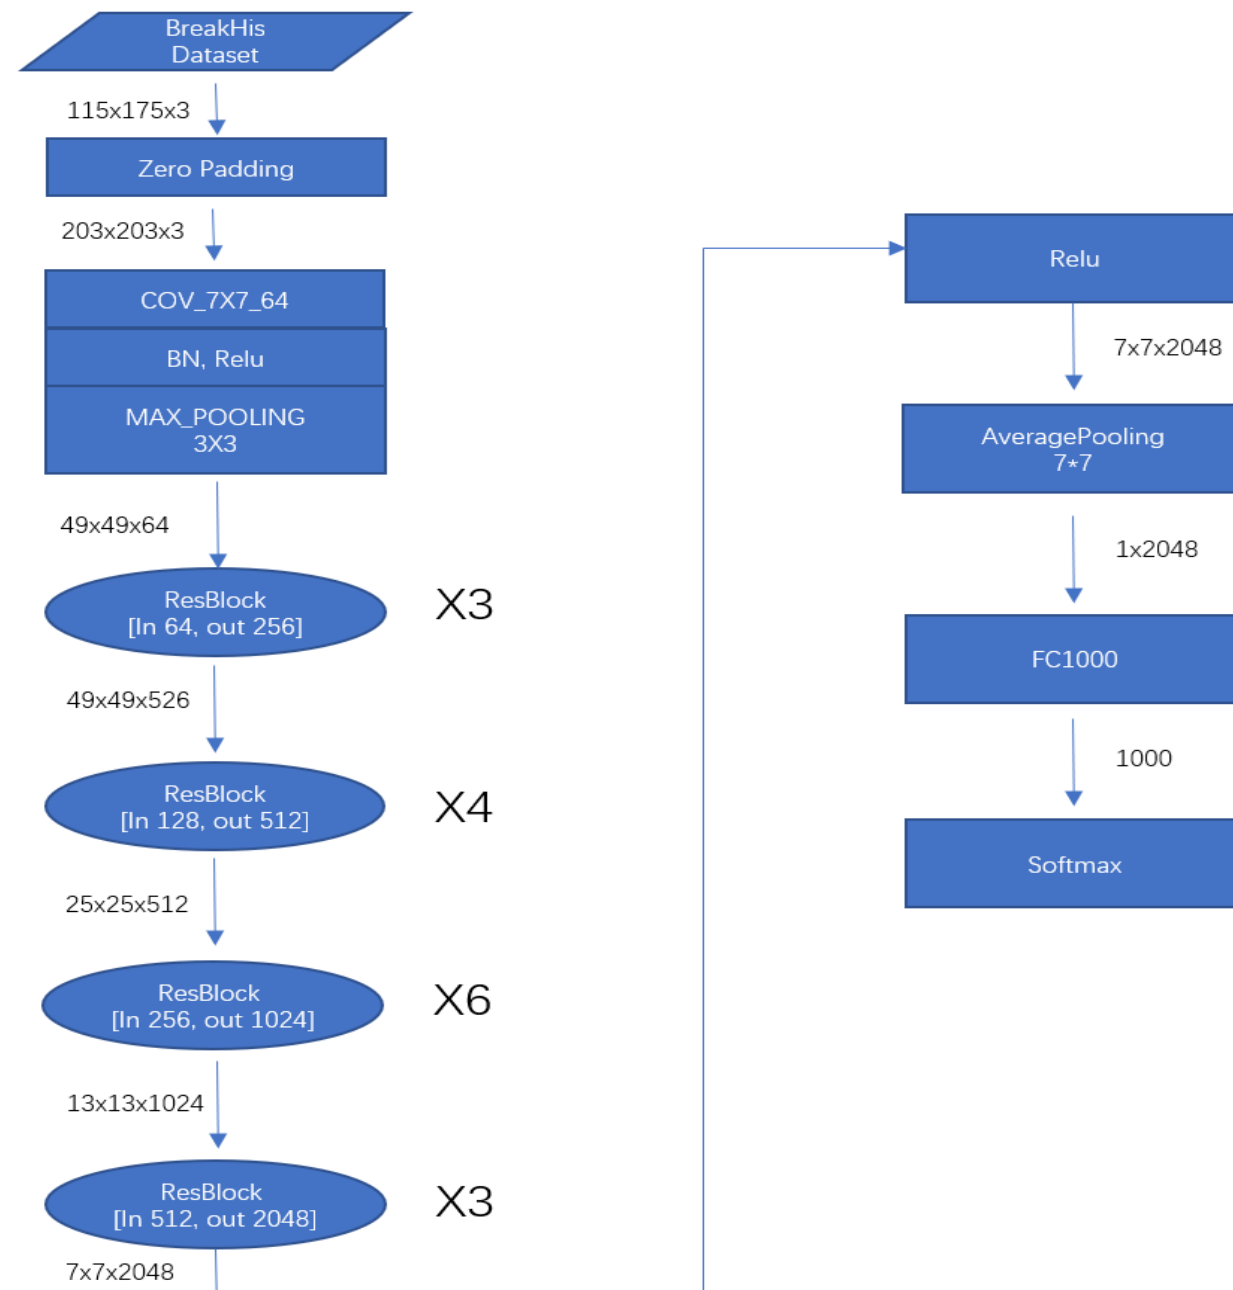 BreakHis
Dataset
115x175x3
Zero Padding
203x203x3
COV_7X7_64
BN, Relu
MAX_POOLING
3X3
49x49x64
ResBlock
[In 64, out 256]
X3
49x49x526
ResBlock
[In 128, out 512]
X4
25x25x512
ResBlock
[In 256, out 1024]
X6
13x13x1024
ResBlock
[In 512, out 2048]
X3
7x7x2048
Relu
7x7x2048
AveragePooling
7*7
1x2048
FC1000
1000
Softmax